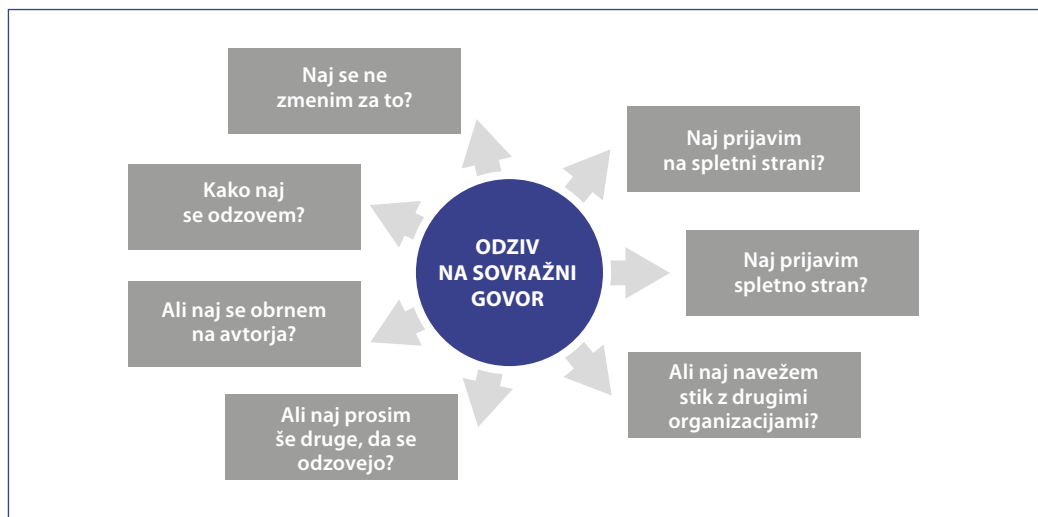 Naj se ne
zmenim za to?
Naj prijavim
na spletni strani?
Kako naj
se odzovem?
ODZIV
NA SOVRAŽNI
GOVOR
Naj prijavim
spletno stran?
Ali naj se obrnem
na avtorja?
Ali naj navežem
stik z drugimi
organizacijami?
Ali naj prosim
še druge, da se
odzovejo?